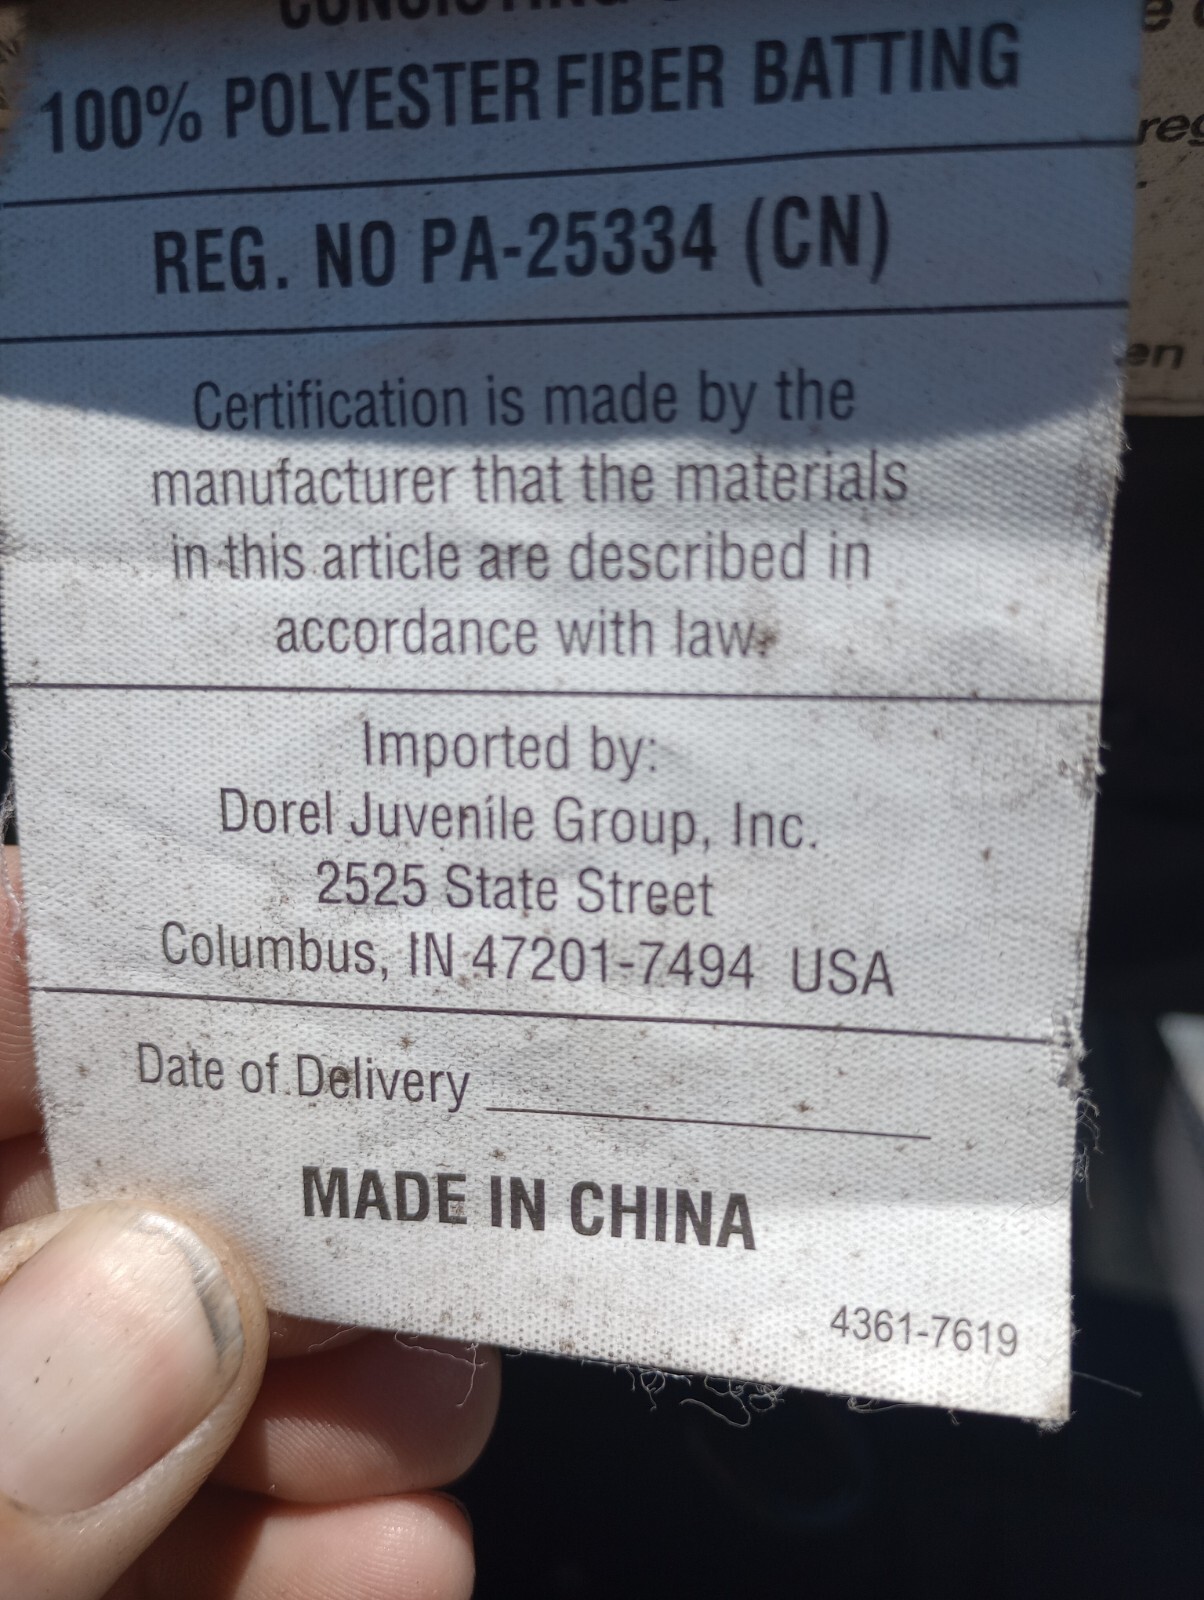 100% POLYESTER FIBER BATTING
REG. NO PA-25334 (CN)
Certification is made by the
manufacturer that the materials
in this article are described in
accordance with law.
Imported by:
Dorel Juvenile Group, Inc.
2525 State Street
Columbus, IN 47201-7494 USA
Date of Delivery
MADE IN CHINA
4361-7619